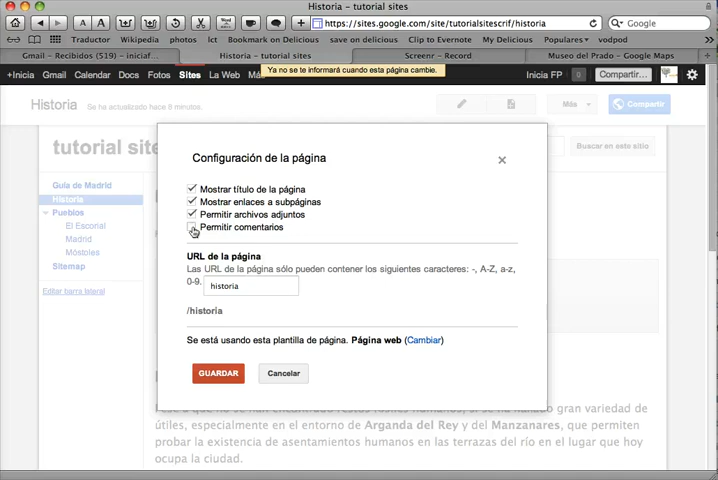 Historia - tutorial sites
https://sites.google.com/site/tutorialsitescrif/historia
Google
Traductor Wikipedia photos lct Bookmark on Delicious save on delicious Clip to Evernote My Delicious Populares vodpod
Gmail - Recibidos (519) - iniciaf... Historia - tutorial sites Screenr - Record Museo del Prado - Google Maps
+Inicia Gmail Calendar Docs Fotos Sites La Web Más Inicia FP 0 Compartir...
Ya no se te informará cuando esta página cambie.
Historia Se ha actualizado hace 9 minutos. Más Compartir
tutorial site Buscar en este sitio
Guía de Madrid
Historia
Pueblos
El Escorial
Madrid
Móstoles
Sitemap
Editar barra lateral
Configuración de la página
Mostrar título de la página
Mostrar enlaces a subpáginas
Permitir archivos adjuntos
Permitir comentarios
URL de la página
Las URL de la página sólo pueden contener los siguientes caracteres: -, A-Z, a-z,
0-9. historia
/historia
Se está usando esta plantilla de página. Página web (Cambiar)
GUARDAR Cancelar
útiles, especialmente en el entorno de Arganda del Rey y del Manzanares, que permiten
probar la existencia de asentamientos humanos en las terrazas del río en el lugar que hoy
ocupa la ciudad.